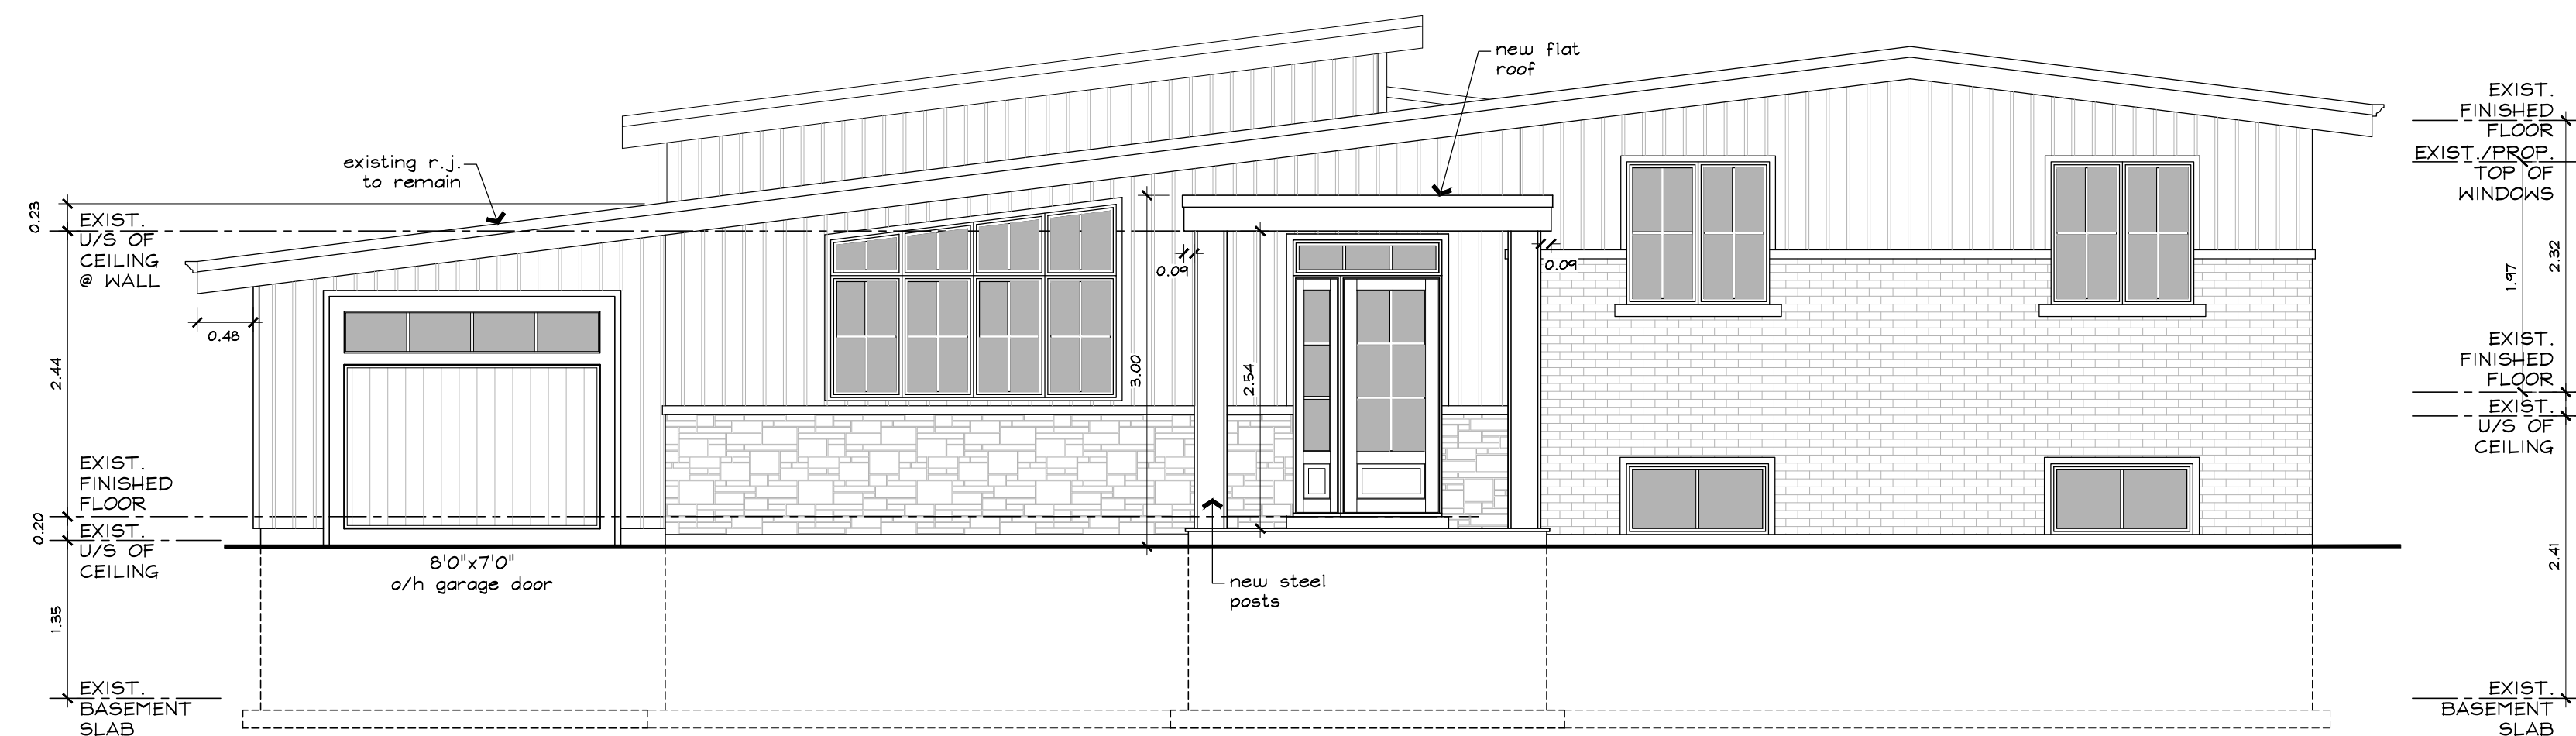 new flat
roof
existing r.j.
to remain
0.23
EXIST.
U/S OF
CEILING
@ WALL
0.48
2.44
EXIST.
FINISHED
FLOOR
0.20
EXIST.
U/S OF
CEILING
1.35
EXIST.
BASEMENT
SLAB
8'0"x7'0"
o/h garage door
3.00
0.09
2.54
0.09
new steel
posts
EXIST.
FINISHED
FLOOR
EXIST./PROP.
TOP OF
WINDOWS
1.97
2.32
EXIST.
FINISHED
FLOOR
EXIST.
U/S OF
CEILING
2.41
EXIST.
BASEMENT
SLAB